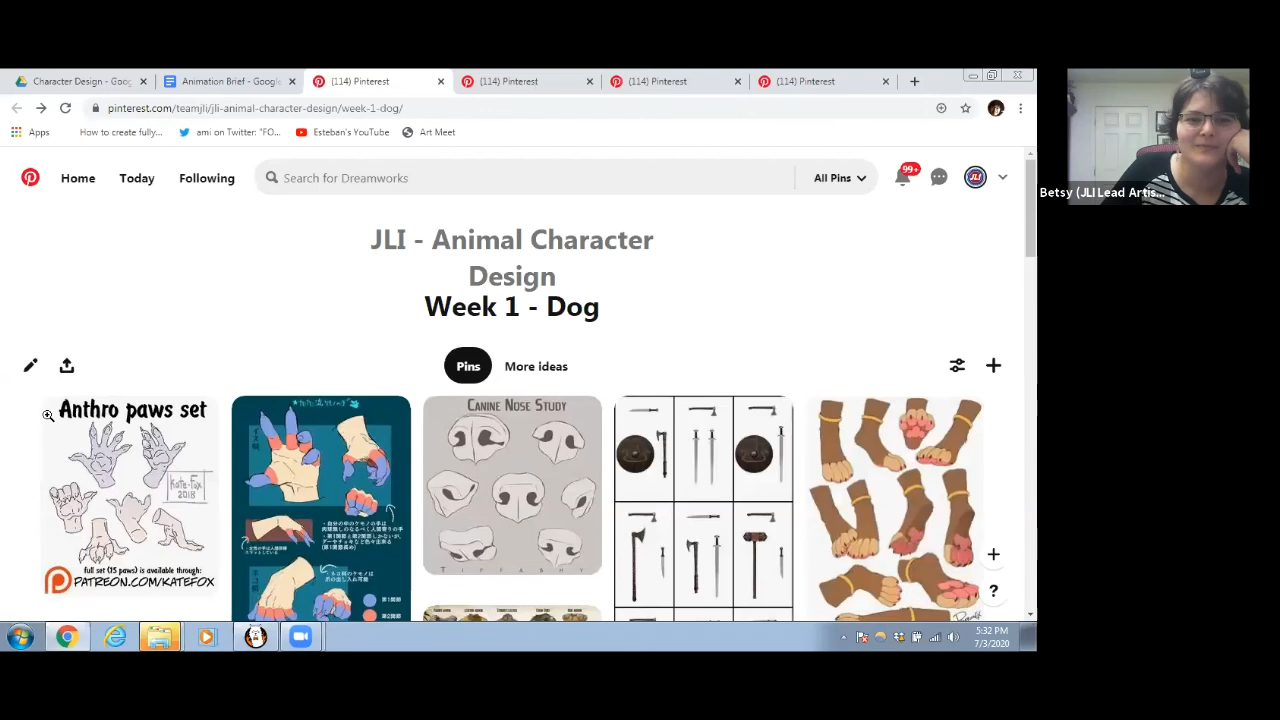 Character Design - Goog
Animation Brief - Google
(114) Pinterest
(114) Pinterest
(114) Pinterest
(114) Pinterest
pinterest.com/teamjli/jli-animal-character-design/week-1-dog/
Apps
How to create fully...
ami on Twitter: "FO...
Esteban's YouTube
Art Meet
Home
Today
Following
Search for Dreamworks
All Pins
99+
JLI
JLI - Animal Character
Design
Week 1 - Dog
Pins
More ideas
Anthro paws set
Kate-Fox
2018
full set (15 paws) is available through:
PATREON.COM/KATEFOX
CANINE NOSE STUDY
TIFFASHY
?
5:32 PM
7/3/2020
Betsy (JLI Lead Artis...